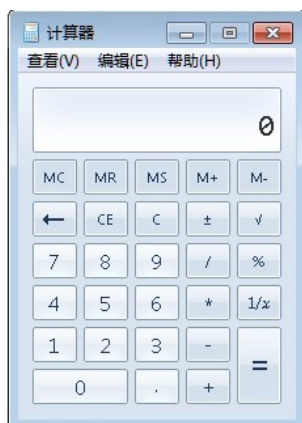 计算器
查看(V) 编辑(E) 帮助(H)
0
MC MR MS M+ M-
← CE C ± √
7 8 9 / %
4 5 6 * 1/x
1 2 3 - =
0 . +